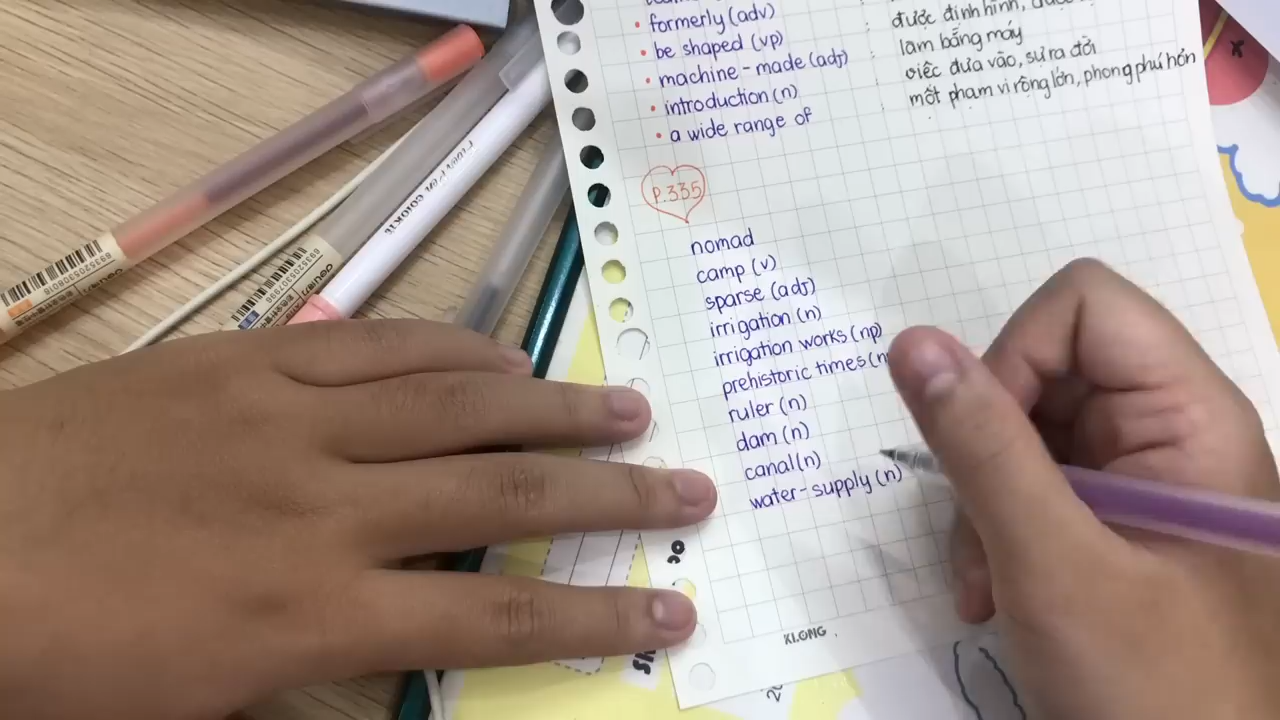 formerly (adv)
be shaped (vp)
machine-made (adj)
introduction (n)
a wide range of
được định hình,
làm bằng máy
việc đưa vào, sự ra đời
một phạm vi rộng lớn, phong phú hơn
P.335
nomad
camp (v)
sparse (adj)
irrigation (n)
irrigation works (np)
prehistoric times (n
ruler (n)
dam (n)
canal (n)
water-supply (n)
KLONG